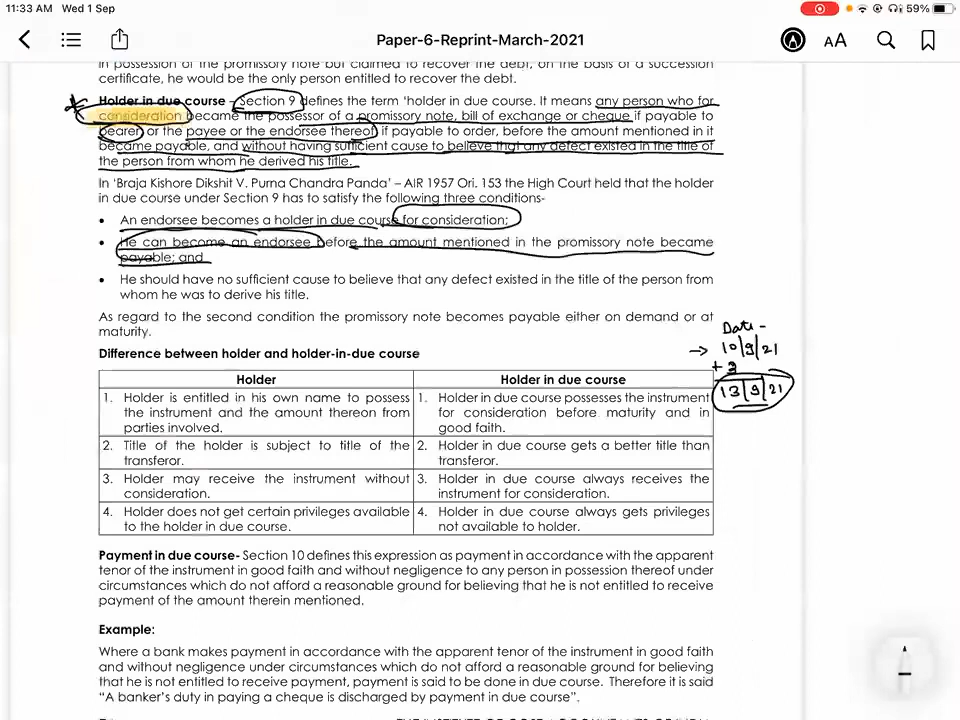 11:33 AM Wed 1 Sep
59%
Paper-6-Reprint-March-2021
AA
in possession of the promissory note but claimed to recover the debt, on the basis of a succession
certificate, he would be the only person entitled to recover the debt.
Holder in due course – Section 9 defines the term 'holder in due course. It means any person who for
consideration became the possessor of a promissory note, bill of exchange or cheque if payable to
bearer or the payee or the endorsee thereof if payable to order, before the amount mentioned in it
became payable, and without having sufficient cause to believe that any defect existed in the title of
the person from whom he derived his title.
In 'Braja Kishore Dikshit V. Purna Chandra Panda' – AIR 1957 Ori. 153 the High Court held that the holder
in due course under Section 9 has to satisfy the following three conditions-
• An endorsee becomes a holder in due course for consideration;
• He can become an endorsee before the amount mentioned in the promissory note became
payable; and
• He should have no sufficient cause to believe that any defect existed in the title of the person from
whom he was to derive his title.
As regard to the second condition the promissory note becomes payable either on demand or at
maturity.
Date -
→ 10/9/21
+ 3
13/9/21
Difference between holder and holder-in-due course
Holder Holder in due course
1. Holder is entitled in his own name to possess
the instrument and the amount thereon from
parties involved.
1. Holder in due course possesses the instrument
for consideration before maturity and in
good faith.
2. Title of the holder is subject to title of the
transferor.
2. Holder in due course gets a better title than
transferor.
3. Holder may receive the instrument without
consideration.
3. Holder in due course always receives the
instrument for consideration.
4. Holder does not get certain privileges available
to the holder in due course.
4. Holder in due course always gets privileges
not available to holder.
Payment in due course- Section 10 defines this expression as payment in accordance with the apparent
tenor of the instrument in good faith and without negligence to any person in possession thereof under
circumstances which do not afford a reasonable ground for believing that he is not entitled to receive
payment of the amount therein mentioned.
Example:
Where a bank makes payment in accordance with the apparent tenor of the instrument in good faith
and without negligence under circumstances which do not afford a reasonable ground for believing
that he is not entitled to receive payment, payment is said to be done in due course. Therefore it is said
"A banker's duty in paying a cheque is discharged by payment in due course".